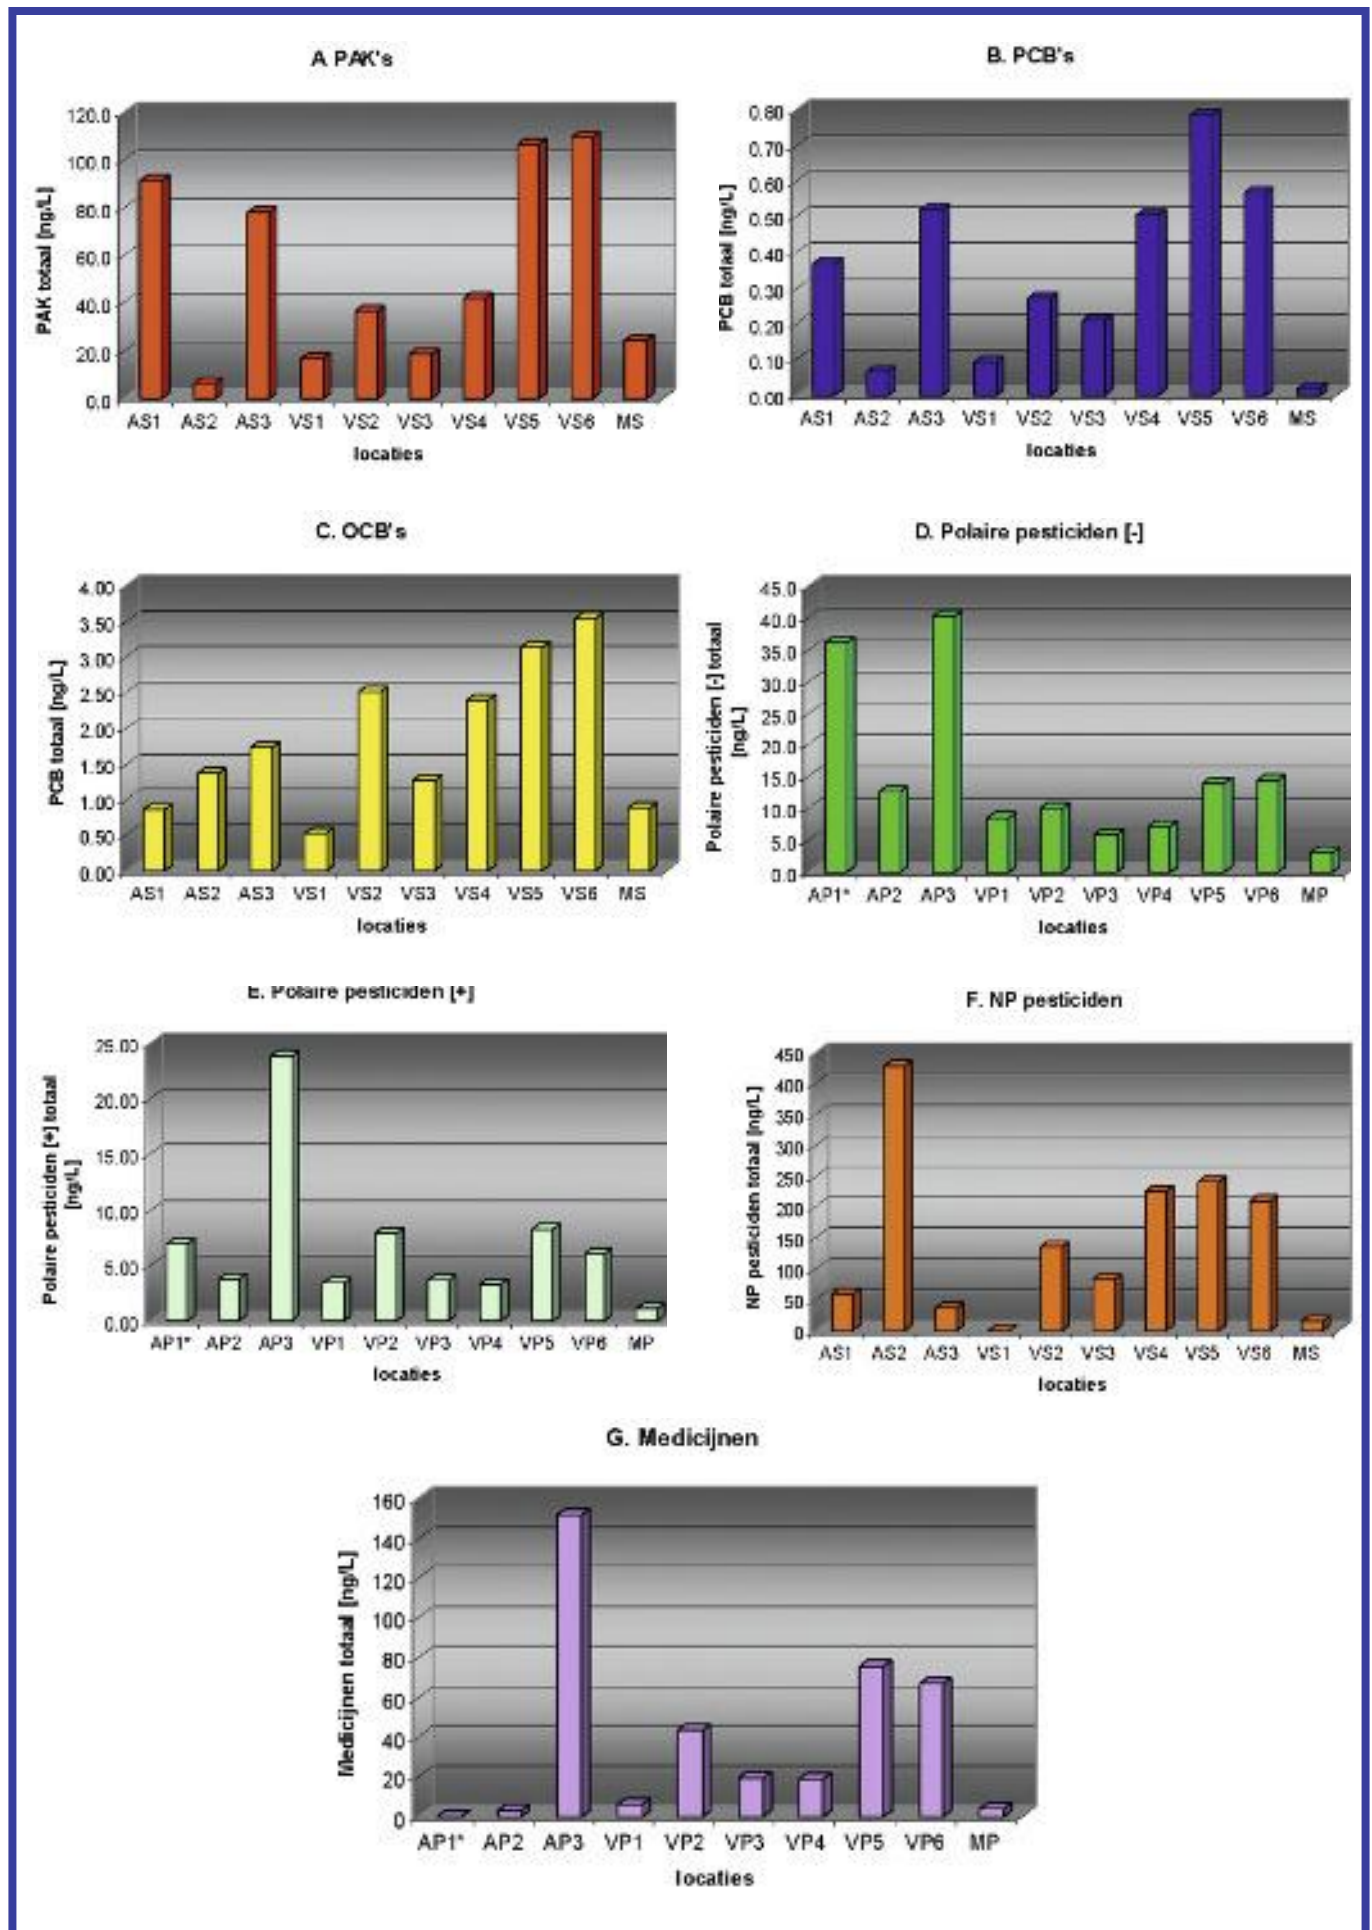 A. PAK's
PAK totaal [ng/L]
120.0
100.0
80.0
60.0
40.0
20.0
0.0
AS1 AS2 AS3 VS1 VS2 VS3 VS4 VS5 VS6 MS
locaties
B. PCB's
PCB totaal [ng/L]
0.80
0.70
0.60
0.50
0.40
0.30
0.20
0.10
0.00
AS1 AS2 AS3 VS1 VS2 VS3 VS4 VS5 VS6 MS
locaties
C. OCB's
PCB totaal [ng/L]
4.00
3.50
3.00
2.50
2.00
1.50
1.00
0.50
0.00
AS1 AS2 AS3 VS1 VS2 VS3 VS4 VS5 VS6 MS
locaties
D. Polaire pesticiden [-]
Polaire pesticiden [-] totaal
[ng/L]
45.0
40.0
35.0
30.0
25.0
20.0
15.0
10.0
5.0
0.0
AP1* AP2 AP3 VP1 VP2 VP3 VP4 VP5 VP6 MP
locaties
E. Polaire pesticiden [+]
Polaire pesticiden [+] totaal
[ng/L]
25.00
20.00
15.00
10.00
5.00
0.00
AP1* AP2 AP3 VP1 VP2 VP3 VP4 VP5 VP6 MP
locaties
F. NP pesticiden
NP pesticiden totaal [ng/L]
450
400
350
300
250
200
150
100
50
0
AS1 AS2 AS3 VS1 VS2 VS3 VS4 VS5 VS6 MS
locaties
G. Medicijnen
Medicijnen totaal [ng/L]
160
140
120
100
80
60
40
20
0
AP1* AP2 AP3 VP1 VP2 VP3 VP4 VP5 VP6 MP
locaties